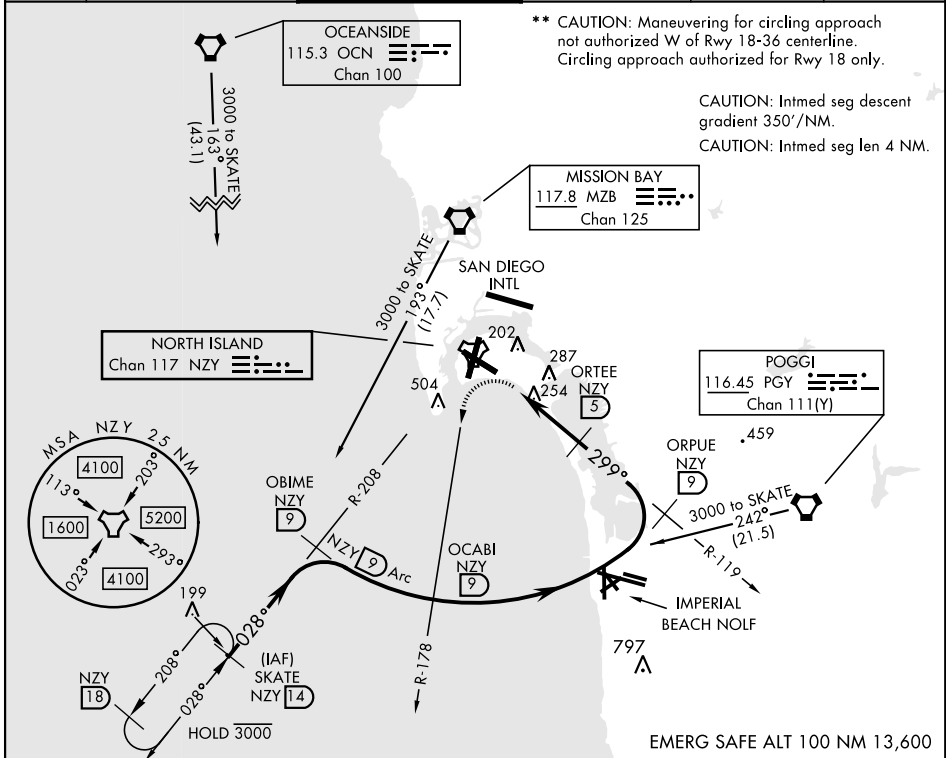 OCEANSIDE
115.3 OCN
Chan 100
** CAUTION: Maneuvering for circling approach
not authorized W of Rwy 18-36 centerline.
Circling approach authorized for Rwy 18 only.
CAUTION: Intmed seg descent
gradient 350'/NM.
CAUTION: Intmed seg len 4 NM.
3000 to SKATE
163°
(43.1)
MISSION BAY
117.8 MZB
Chan 125
3000 to SKATE
193°
(17.7)
SAN DIEGO
INTL
NORTH ISLAND
Chan 117 NZY
202
287
254
504
ORTEE
NZY
5
299°
POGGI
116.45 PGY
Chan 111(Y)
459
ORPUE
NZY
9
3000 to SKATE
242°
(21.5)
R-119
MSA NZY 25 NM
4100
203°
113°
1600
5200
023°
293°
4100
OBIME
NZY
9
R-208
NZY 9 Arc
OCABI
NZY
9
IMPERIAL
BEACH NOLF
797
199
028°
208°
028°
(IAF)
SKATE
NZY 14
NZY
18
HOLD 3000
R-178
EMERG SAFE ALT 100 NM 13,600